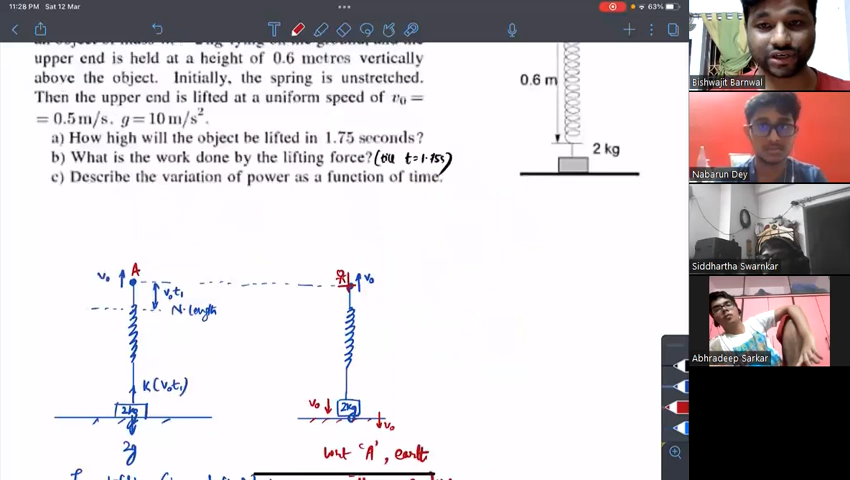 11:28 PM Sat 12 Mar
63%
upper end is held at a height of 0.6 metres vertically
above the object. Initially, the spring is unstretched.
Then the upper end is lifted at a uniform speed of v₀ =
= 0.5 m/s. g = 10 m/s².
a) How high will the object be lifted in 1.75 seconds?
b) What is the work done by the lifting force? (till t = 1.75s)
c) Describe the variation of power as a function of time.
0.6 m
2 kg
v₀ A
v₀t₁
N. length
K(v₀t₁)
2kg
2g
A
v₀
v₀ 2kg
v₀
wrt 'A', earth
Bishwajit Barnwal
Nabarun Dey
Siddhartha Swarnkar
Abhradeep Sarkar